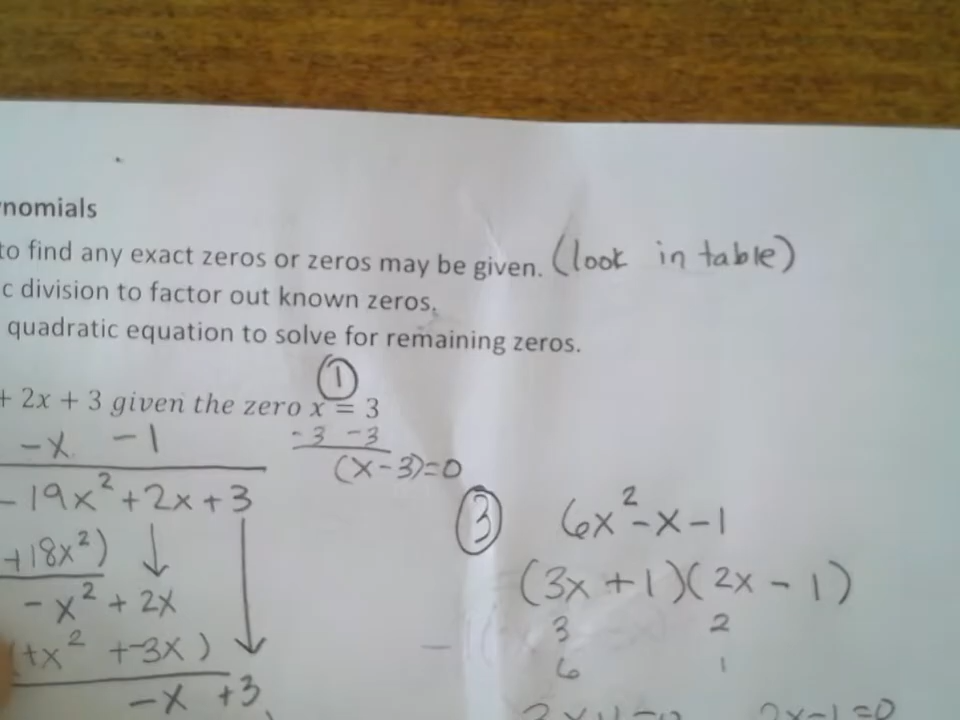 nomials
to find any exact zeros or zeros may be given. (look in table)
c division to factor out known zeros.
quadratic equation to solve for remaining zeros.
①
+ 2x + 3 given the zero x = 3
-x -1
-3 -3
(x-3)=0
-19x²+2x+3
③ 6x²-x-1
+18x²)
(3x+1)(2x-1)
-x²+2x
3 2
(+x² +-3x)
6 1
-x +3
2x-1=0